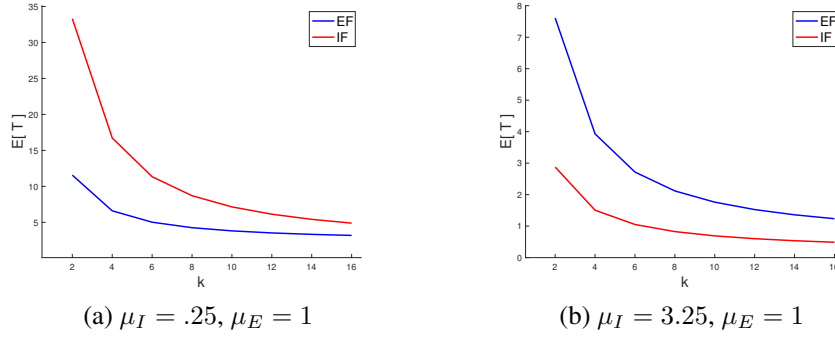 35
30
25
20
15
10
5
E[ T ]
2 4 6 8 10 12 14 16
k
EF
IF
(a) μ_I = .25, μ_E = 1
8
7
6
5
4
3
2
1
0
E[ T ]
2 4 6 8 10 12 14 16
k
EF
IF
(b) μ_I = 3.25, μ_E = 1